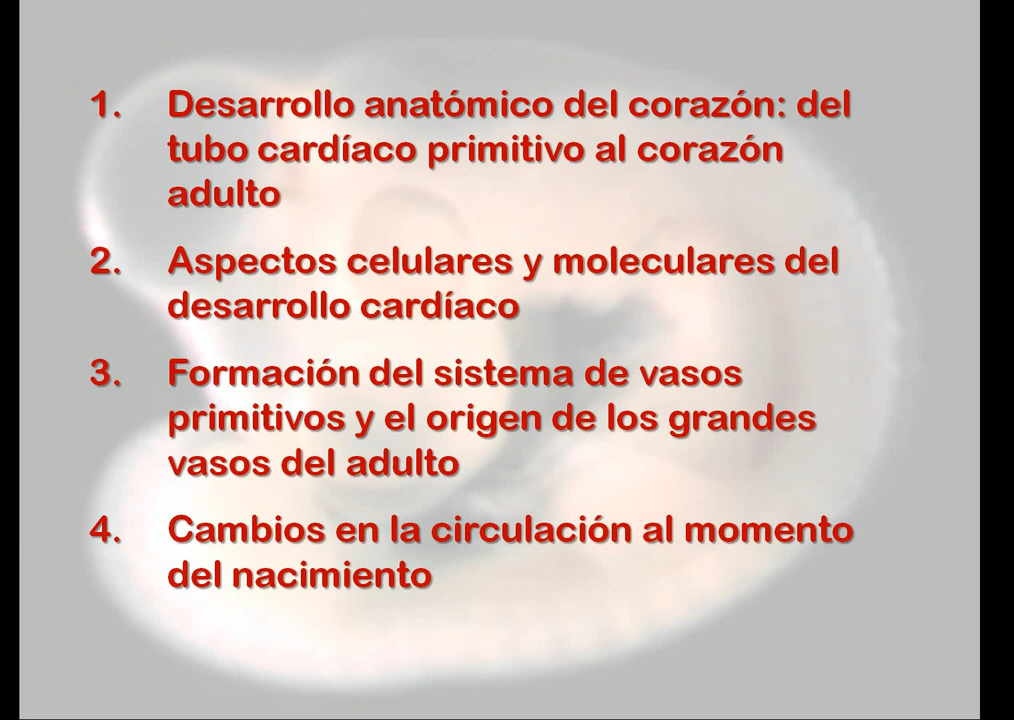 1. Desarrollo anatómico del corazón: del
tubo cardíaco primitivo al corazón
adulto
2. Aspectos celulares y moleculares del
desarrollo cardíaco
3. Formación del sistema de vasos
primitivos y el origen de los grandes
vasos del adulto
4. Cambios en la circulación al momento
del nacimiento